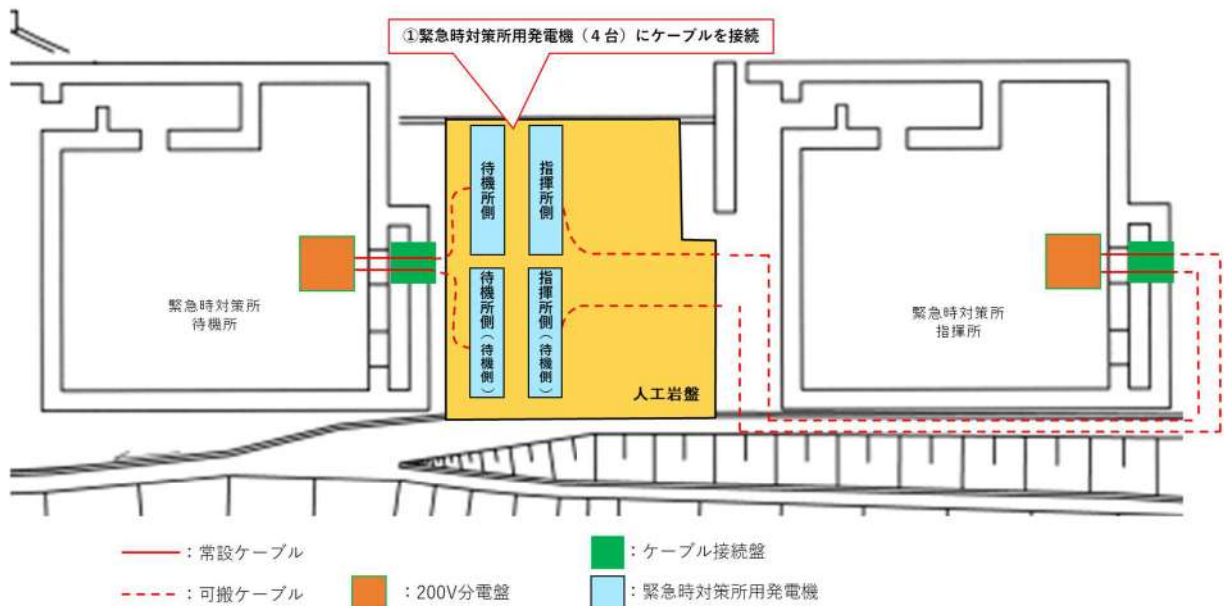 ①緊急時対策所用発電機（4台）にケーブルを接続
待機所側
指揮所側
待機所側（待機側）
指揮所側（待機側）
緊急時対策所
待機所
緊急時対策所
指揮所
人工岩盤
：常設ケーブル
：ケーブル接続盤
：可搬ケーブル
：200V分電盤
：緊急時対策所用発電機